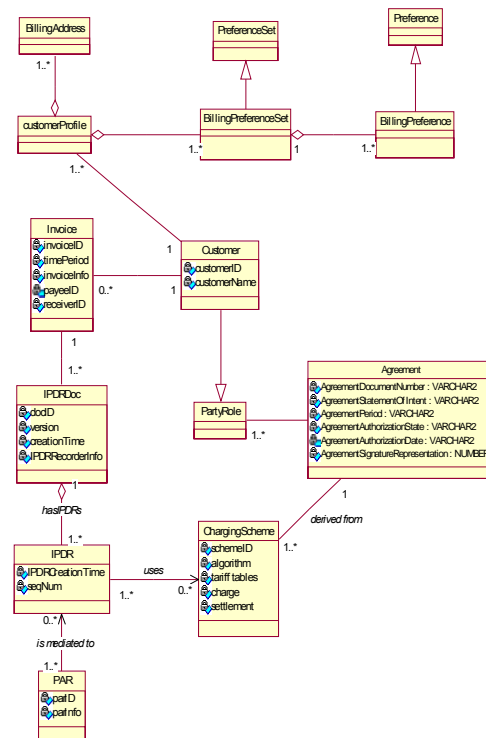 BillingAddress
PreferenceSet
Preference
1..*
customerProfile
BillingPreferenceSet
BillingPreference
1..*
1
1..*
1..*
1
Invoice
invoiceID
timePeriod
invoiceInfo
payeeID
receiverID
Customer
customerID
customerName
0..*
1
1
1..*
IPDRDoc
docID
version
creationTime
IPDRRecorderInfo
PartyRole
1..*
Agreement
AgreementDocumentNumber : VARCHAR2
AgreementStatementOfIntent : VARCHAR2
AgreementPeriod : VARCHAR2
AgreementAuthorizationState : VARCHAR2
AgreementAuthorizationDate : VARCHAR2
AgreementSignatureRepresentation : NUMBER
1
hasIPDRs
1..*
1
derived from
1..*
ChargingScheme
schemeID
algorithm
tariff tables
charge
settlement
IPDR
IPDRCreationTime
seqNum
uses
1..*
0..*
0..*
is mediated to
1..*
PAR
parID
parInfo